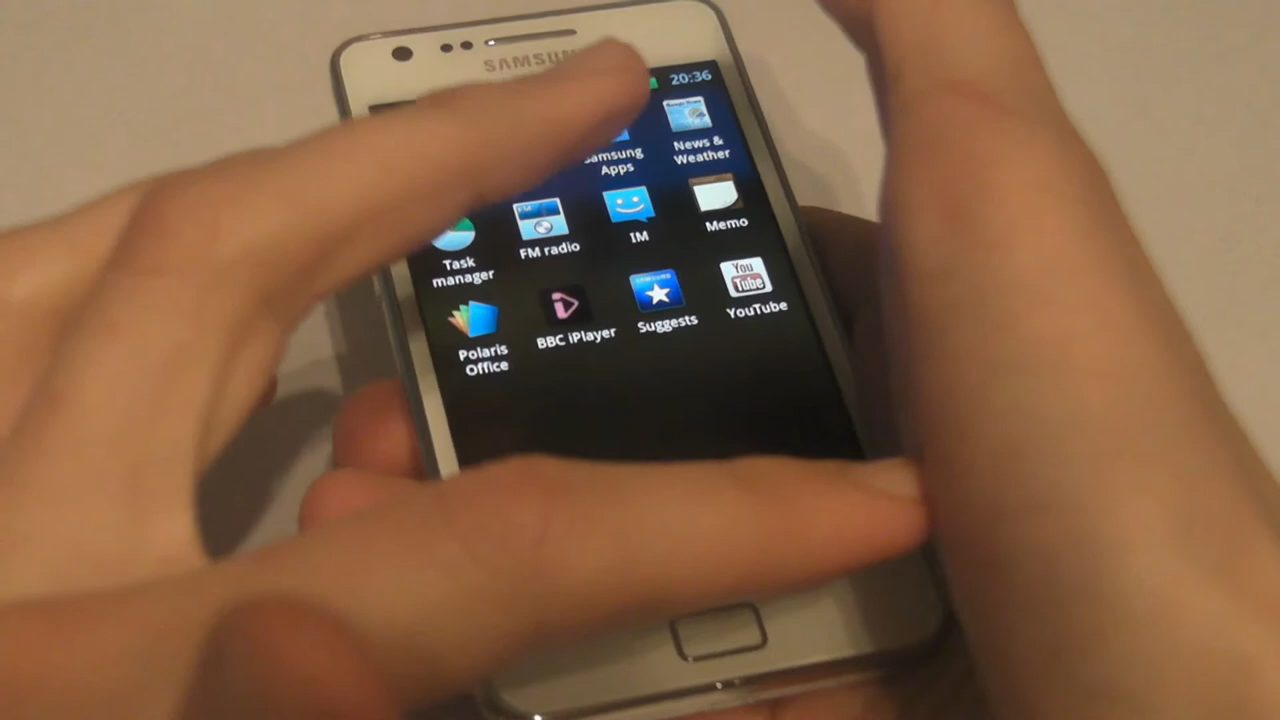 SAMSUN
20:36
Samsung
Apps
News &
Weather
Task
manager
FM radio
IM
Memo
Polaris
Office
BBC iPlayer
SAMSUNG
Suggests
You
Tube
YouTube